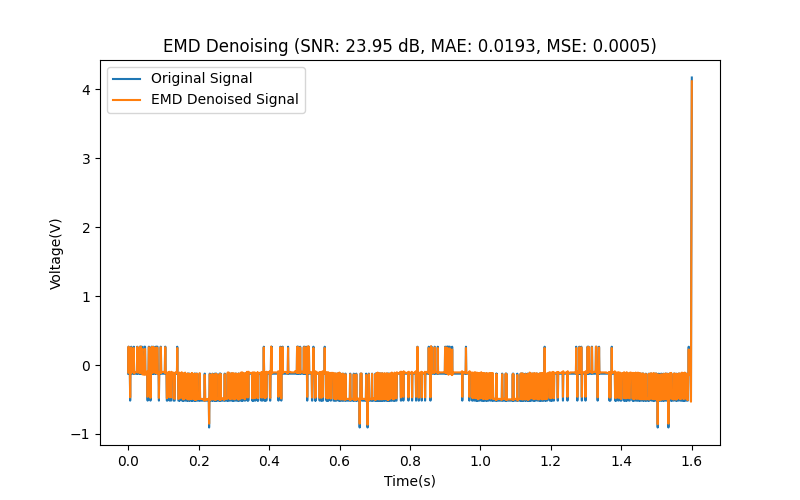 EMD Denoising (SNR: 23.95 dB, MAE: 0.0193, MSE: 0.0005)
Original Signal
EMD Denoised Signal
4
3
2
1
0
−1
Voltage(V)
0.0 0.2 0.4 0.6 0.8 1.0 1.2 1.4 1.6
Time(s)